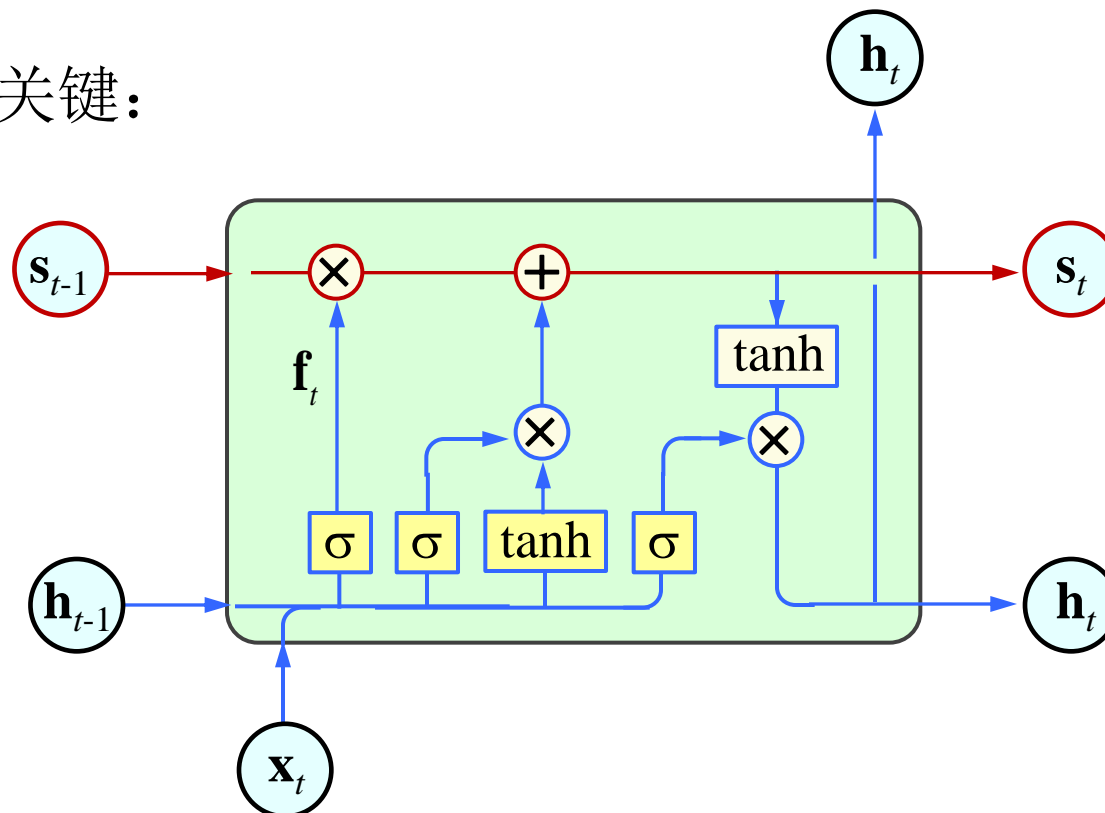 关键：
h_t
s_{t-1}
×
+
s_t
f_t
tanh
×
×
σ
σ
tanh
σ
h_{t-1}
h_t
x_t